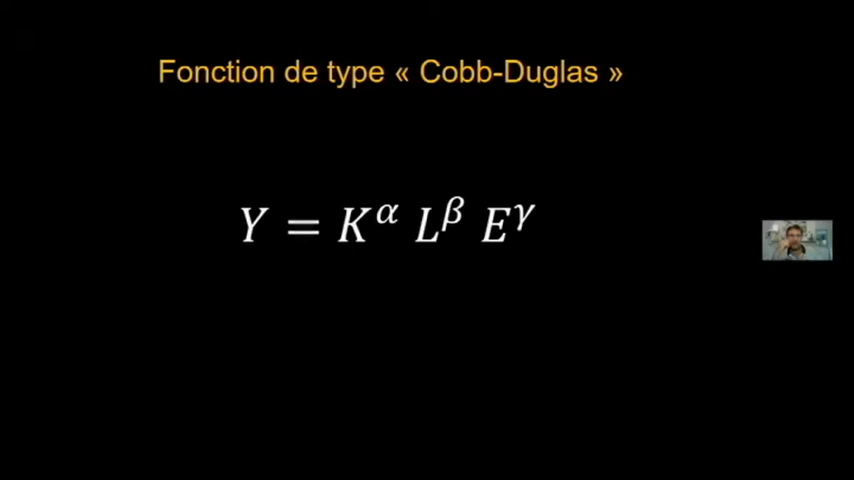 Fonction de type « Cobb-Duglas »
Y = K^α L^β E^γ